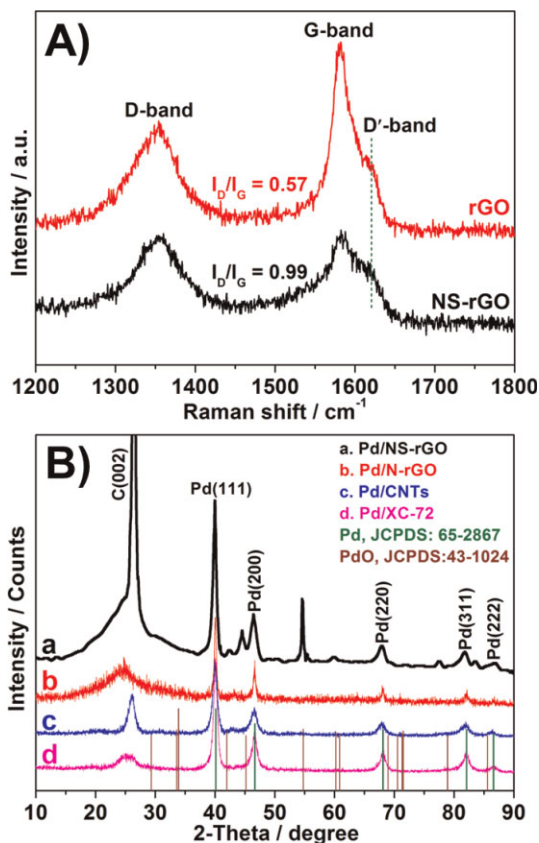 A)
G-band
D-band
D′-band
I_D/I_G = 0.57
rGO
I_D/I_G = 0.99
NS-rGO
Intensity / a.u.
1200 1300 1400 1500 1600 1700 1800
Raman shift / cm⁻¹
B)
C(002)
Pd(111)
Pd(200)
Pd(220)
Pd(311)
Pd(222)
a. Pd/NS-rGO
b. Pd/N-rGO
c. Pd/CNTs
d. Pd/XC-72
Pd, JCPDS: 65-2867
PdO, JCPDS:43-1024
a
b
c
d
Intensity / Counts
10 20 30 40 50 60 70 80 90
2-Theta / degree